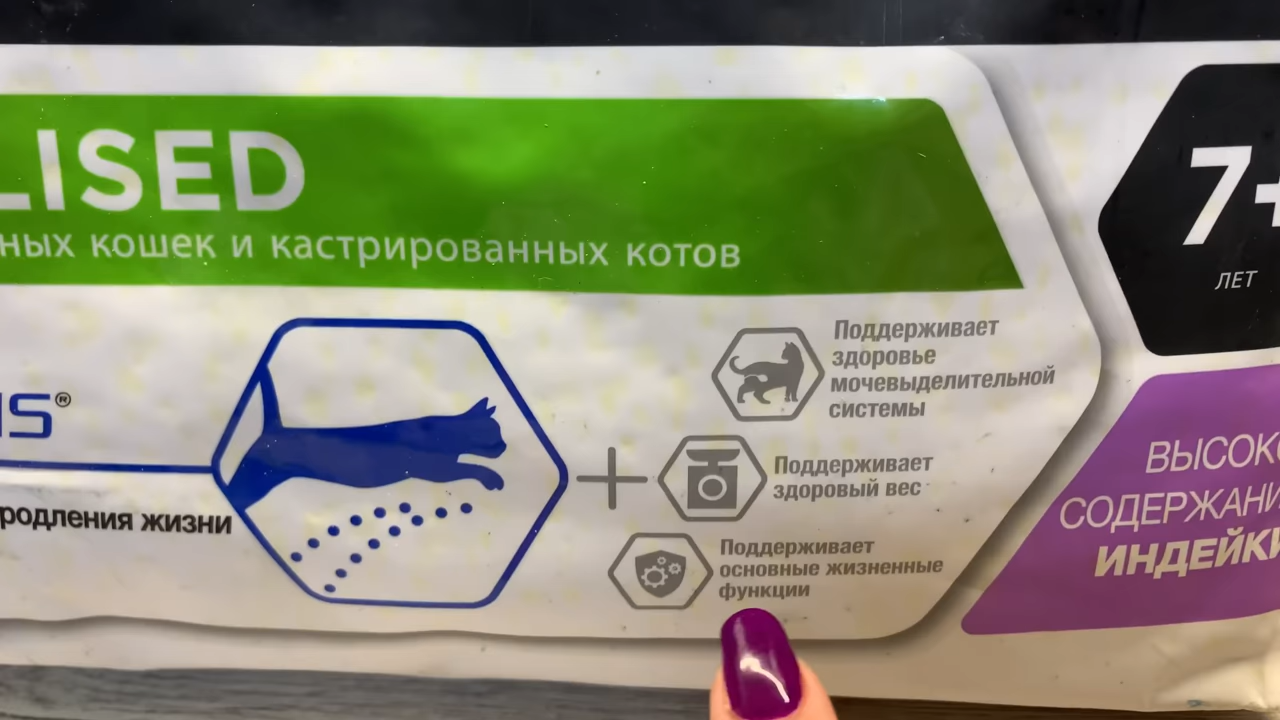 LISED
ных кошек и кастрированных котов
7+
ЛЕТ
Поддерживает
здоровье
мочевыделительной
системы
IS®
Поддерживает
здоровый вес
родления жизни
Поддерживает
основные жизненные
функции
ВЫСОКО
СОДЕРЖАНИ
ИНДЕЙКИ